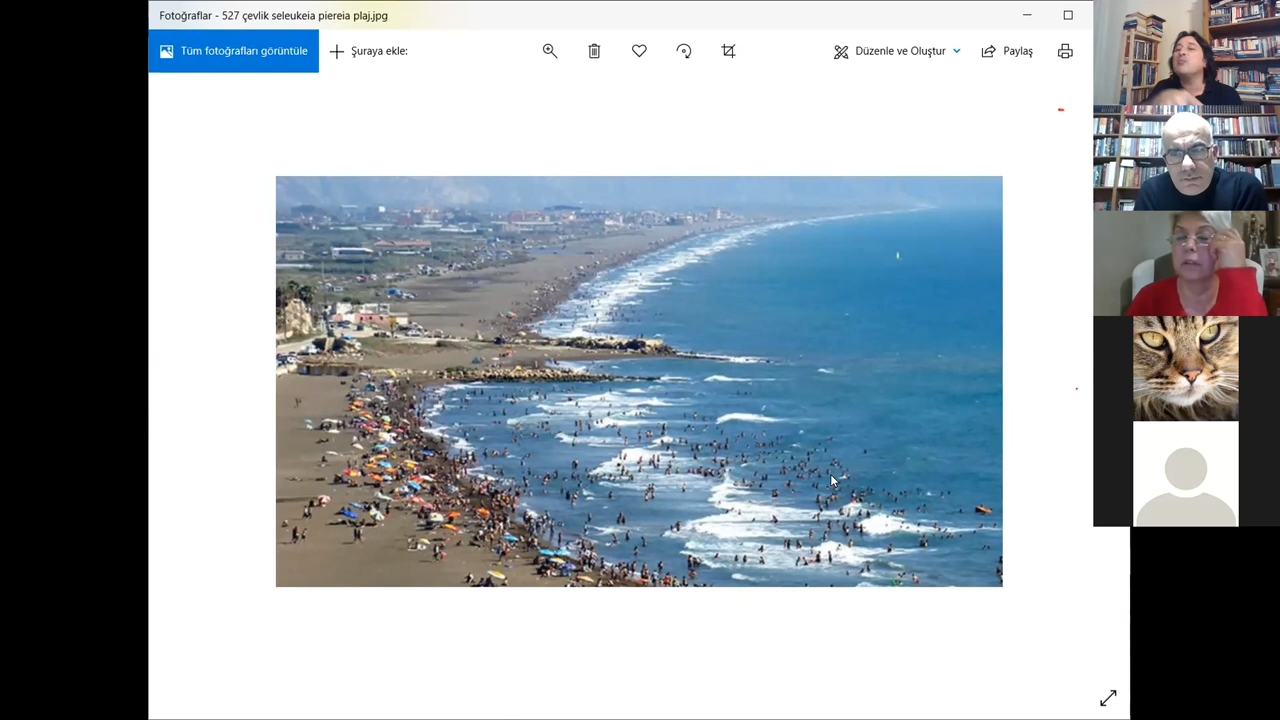 Fotoğraflar - 527 çevlik seleukeia piereia plaj.jpg
Tüm fotoğrafları görüntüle
Şuraya ekle:
Düzenle ve Oluştur
Paylaş